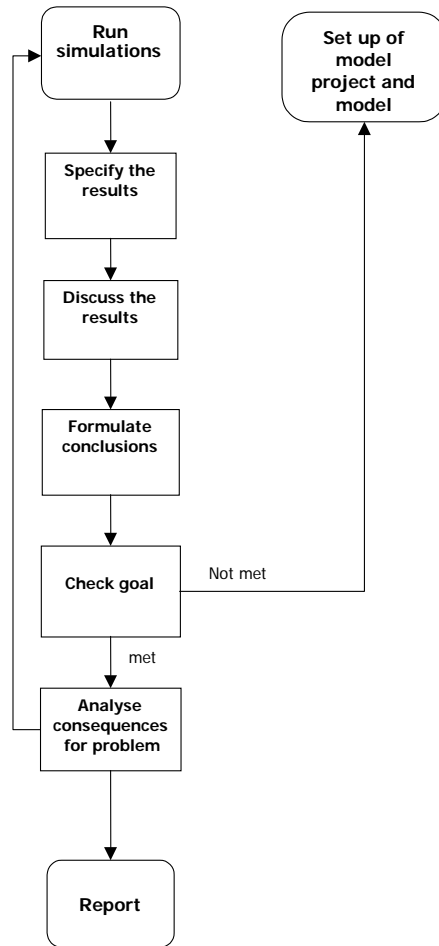 Run
simulations
Set up of
model
project and
model
Specify the
results
Discuss the
results
Formulate
conclusions
Check goal
Not met
met
Analyse
consequences
for problem
Report